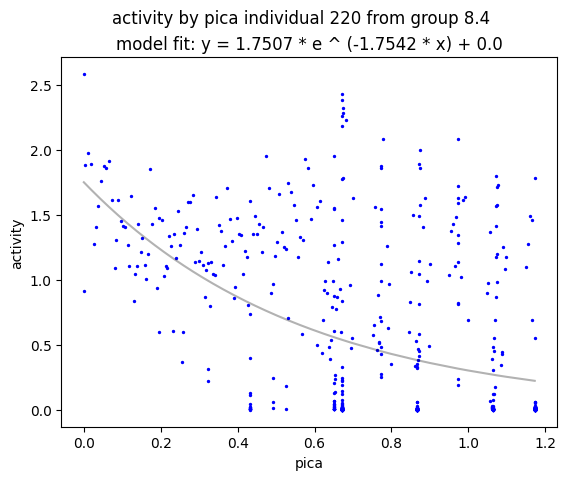 activity by pica individual 220 from group 8.4
model fit: y = 1.7507 * e ^ (-1.7542 * x) + 0.0
2.5
2.0
1.5
1.0
0.5
0.0
activity
0.0 0.2 0.4 0.6 0.8 1.0 1.2
pica